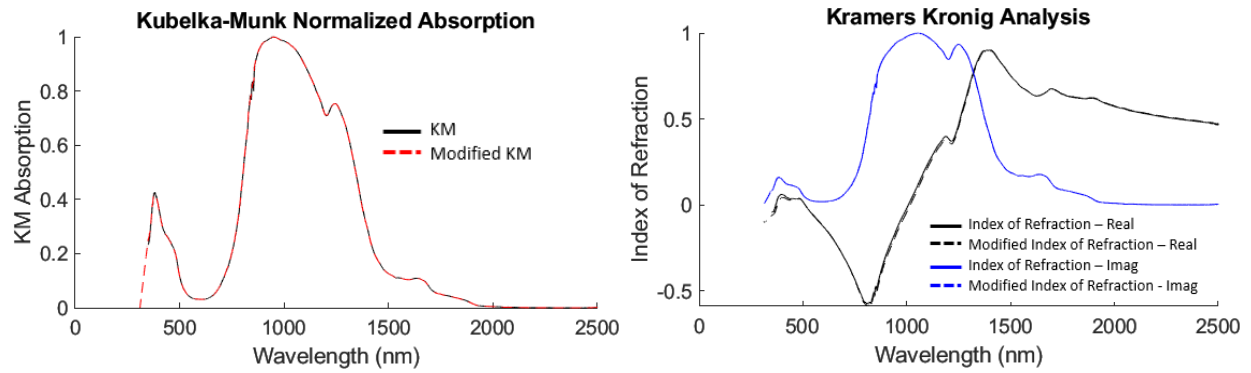 Kubelka-Munk Normalized Absorption
KM Absorption
1
0.8
0.6
0.4
0.2
0
KM
Modified KM
0
500
1000
1500
2000
2500
Wavelength (nm)
Kramers Kronig Analysis
Index of Refraction
1
0.5
0
-0.5
Index of Refraction – Real
Modified Index of Refraction – Real
Index of Refraction – Imag
Modified Index of Refraction - Imag
0
500
1000
1500
2000
2500
Wavelength (nm)